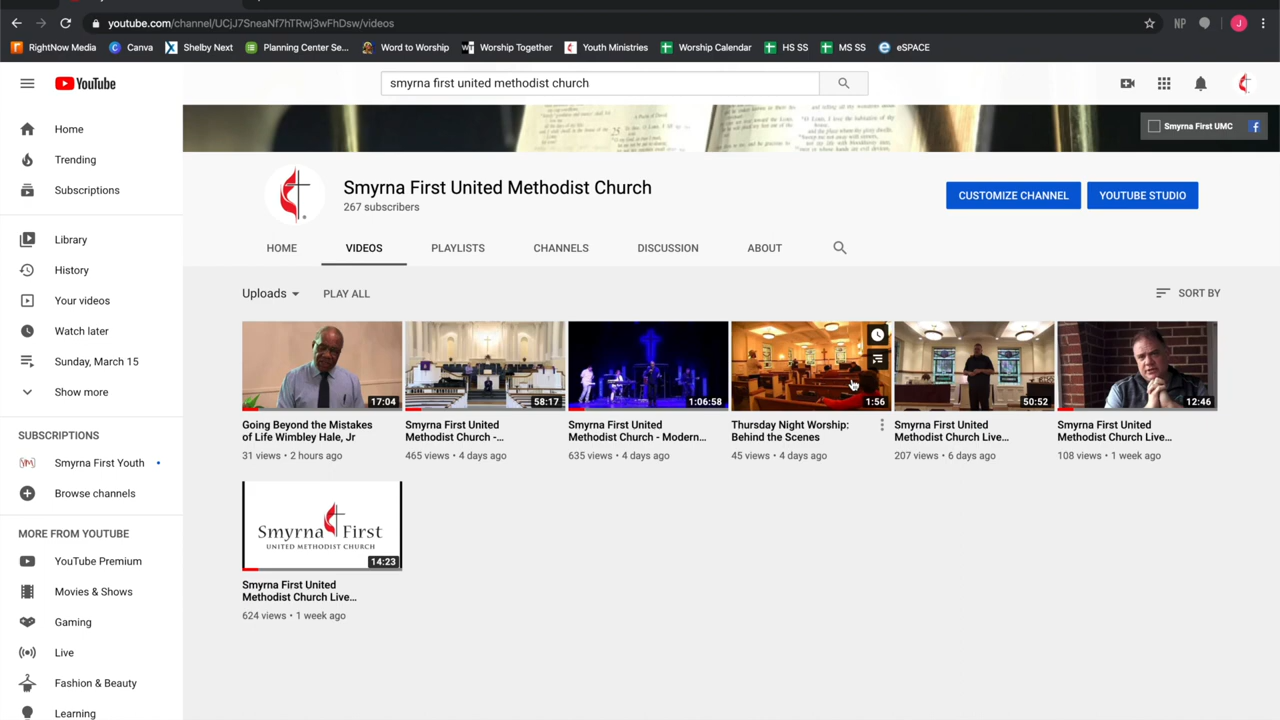 youtube.com/channel/UCjJ7SneaNf7hTRwj3wFhDsw/videos
NP
J
RightNow Media
Canva
Shelby Next
Planning Center Se...
Word to Worship
Worship Together
Youth Ministries
Worship Calendar
HS SS
MS SS
eSPACE
YouTube
smyrna first united methodist church
Home
Trending
Subscriptions
Library
History
Your videos
Watch later
Sunday, March 15
Show more
SUBSCRIPTIONS
Smyrna First Youth
Browse channels
MORE FROM YOUTUBE
YouTube Premium
Movies & Shows
Gaming
Live
Fashion & Beauty
Learning
Smyrna First UMC
Smyrna First United Methodist Church
267 subscribers
CUSTOMIZE CHANNEL
YOUTUBE STUDIO
HOME
VIDEOS
PLAYLISTS
CHANNELS
DISCUSSION
ABOUT
Uploads
PLAY ALL
SORT BY
17:04
Going Beyond the Mistakes
of Life Wimbley Hale, Jr
31 views • 2 hours ago
58:17
Smyrna First United
Methodist Church -...
465 views • 4 days ago
1:06:58
Smyrna First United
Methodist Church - Modern...
635 views • 4 days ago
1:56
Thursday Night Worship:
Behind the Scenes
45 views • 4 days ago
50:52
Smyrna First United
Methodist Church Live...
207 views • 6 days ago
12:46
Smyrna First United
Methodist Church Live...
108 views • 1 week ago
Smyrna First
UNITED METHODIST CHURCH
14:23
Smyrna First United
Methodist Church Live...
624 views • 1 week ago